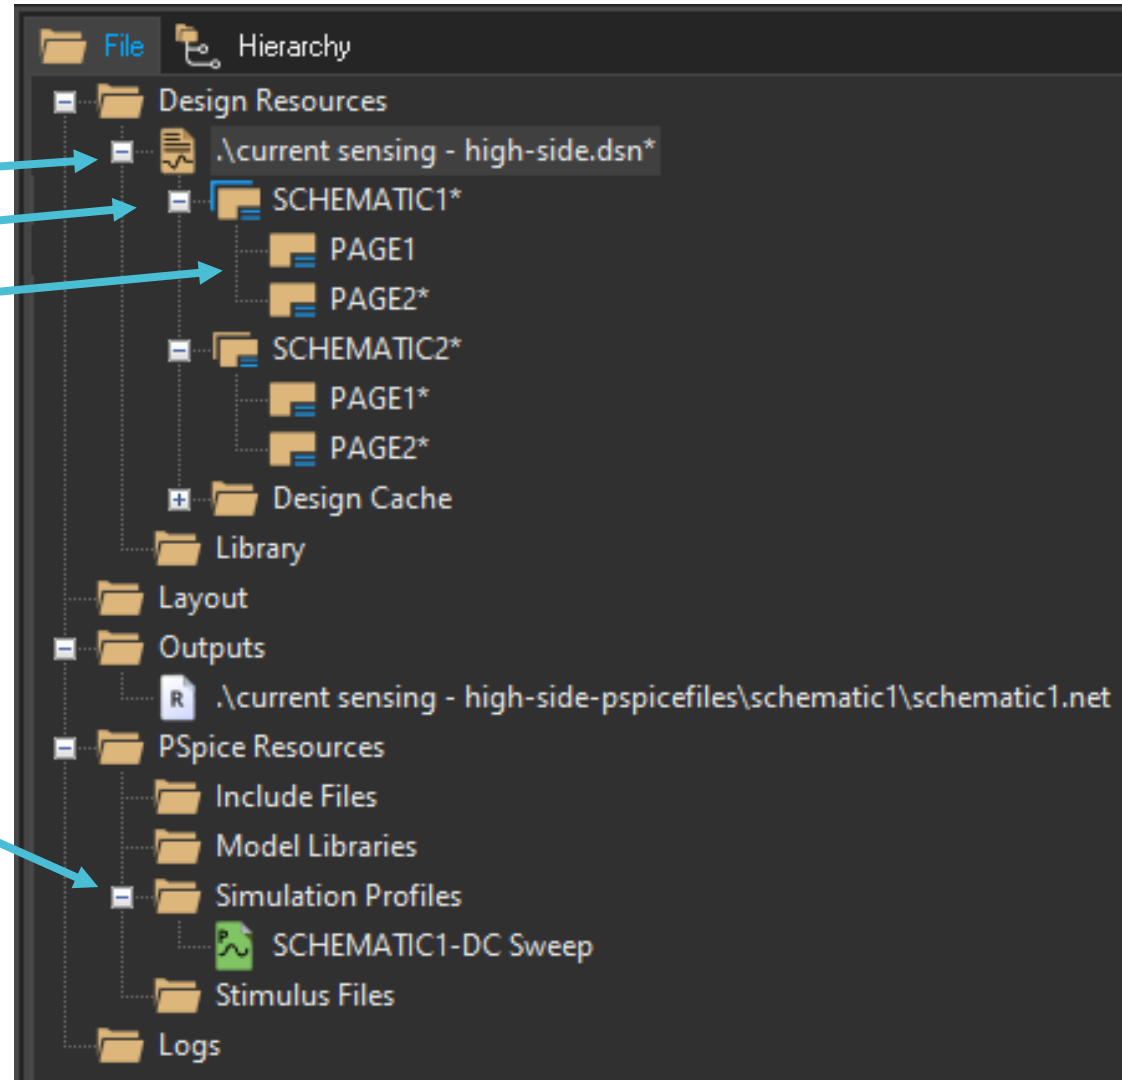 File Hierarchy
Design Resources
.\current sensing - high-side.dsn*
SCHEMATIC1*
PAGE1
PAGE2*
SCHEMATIC2*
PAGE1*
PAGE2*
Design Cache
Library
Layout
Outputs
R .\current sensing - high-side-pspicefiles\schematic1\schematic1.net
PSpice Resources
Include Files
Model Libraries
Simulation Profiles
P SCHEMATIC1-DC Sweep
Stimulus Files
Logs